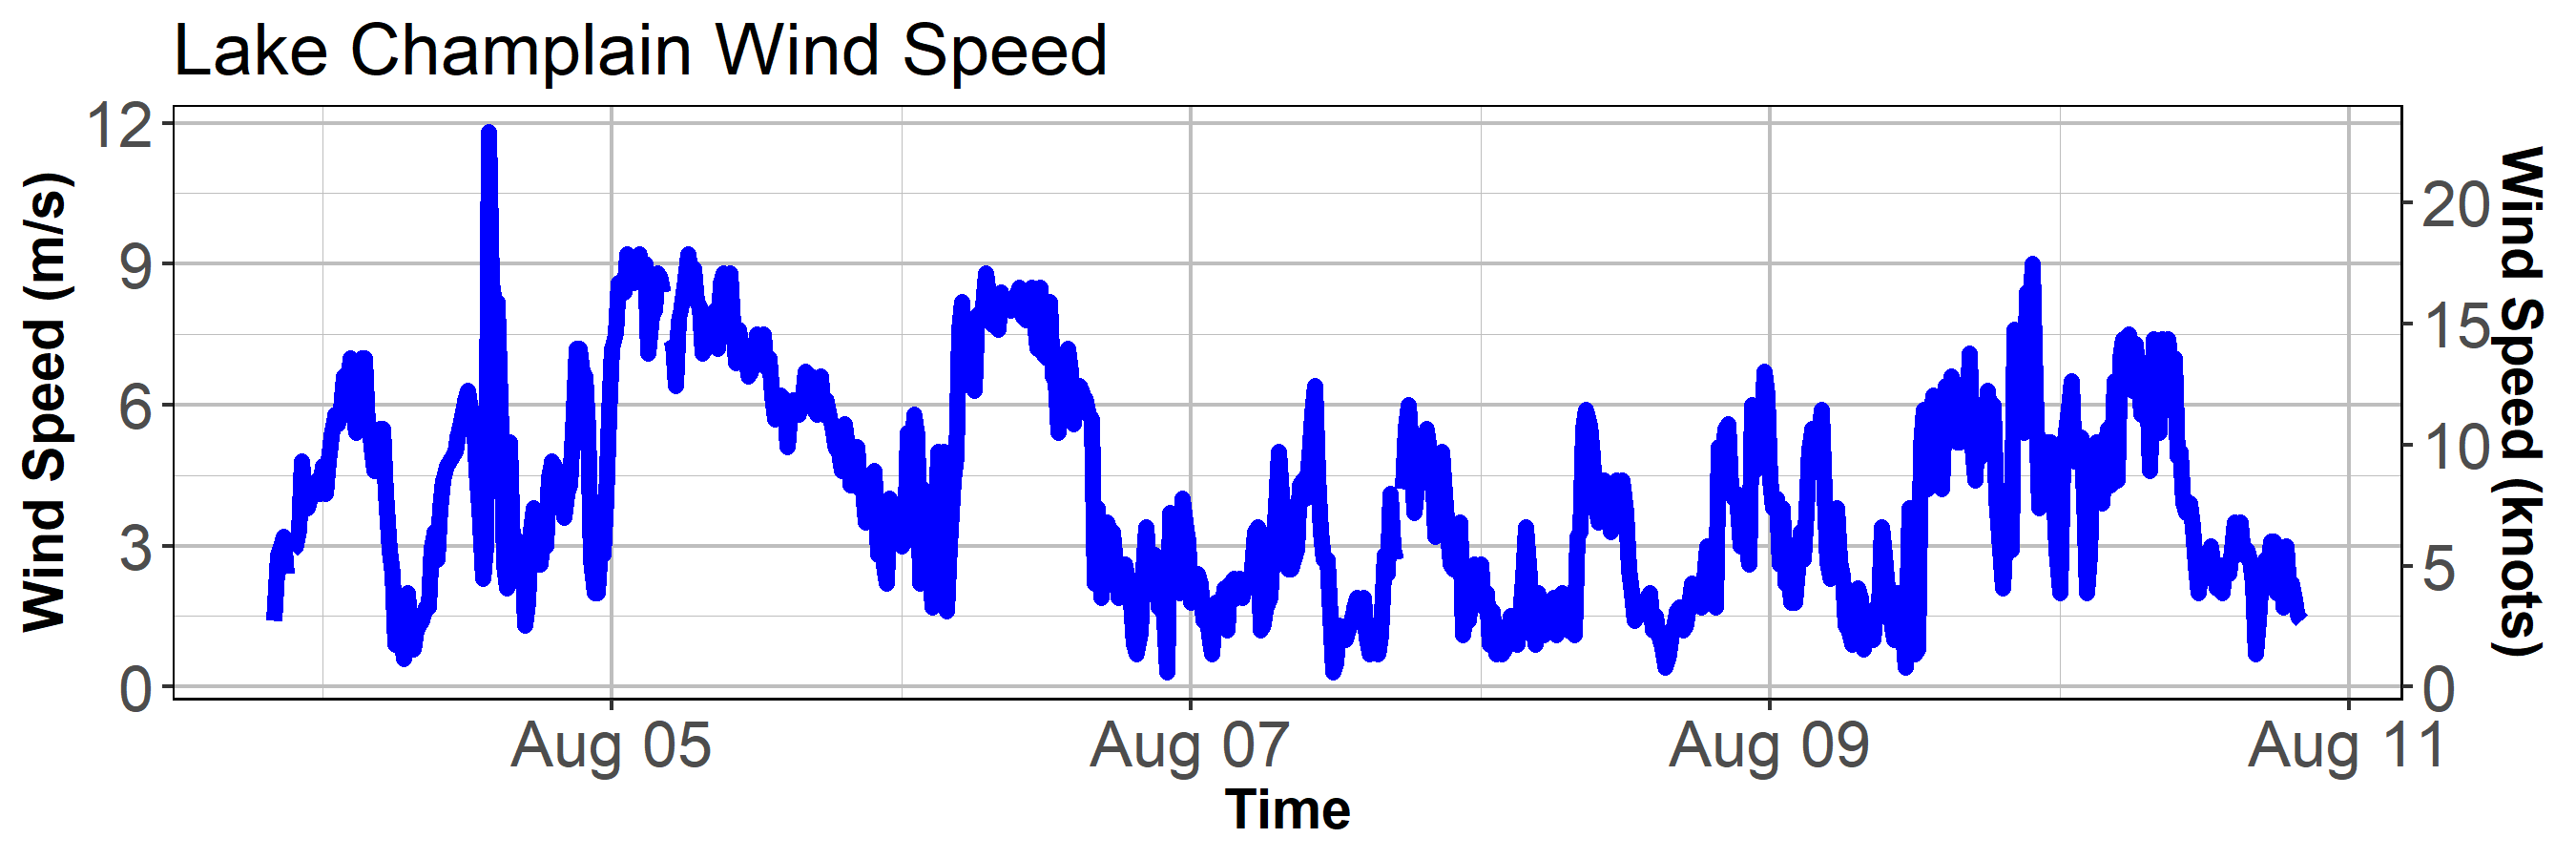 Lake Champlain Wind Speed
12
9
6
3
0
Wind Speed (m/s)
20
15
10
5
0
Wind Speed (knots)
Aug 05
Aug 07
Aug 09
Aug 11
Time